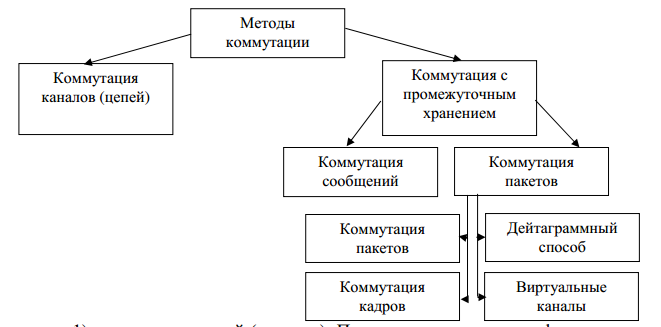 Методы
коммутации
Коммутация
каналов (цепей)
Коммутация с
промежуточным
хранением
Коммутация
сообщений
Коммутация
пакетов
Коммутация
пакетов
Дейтаграммный
способ
Коммутация
кадров
Виртуальные
каналы